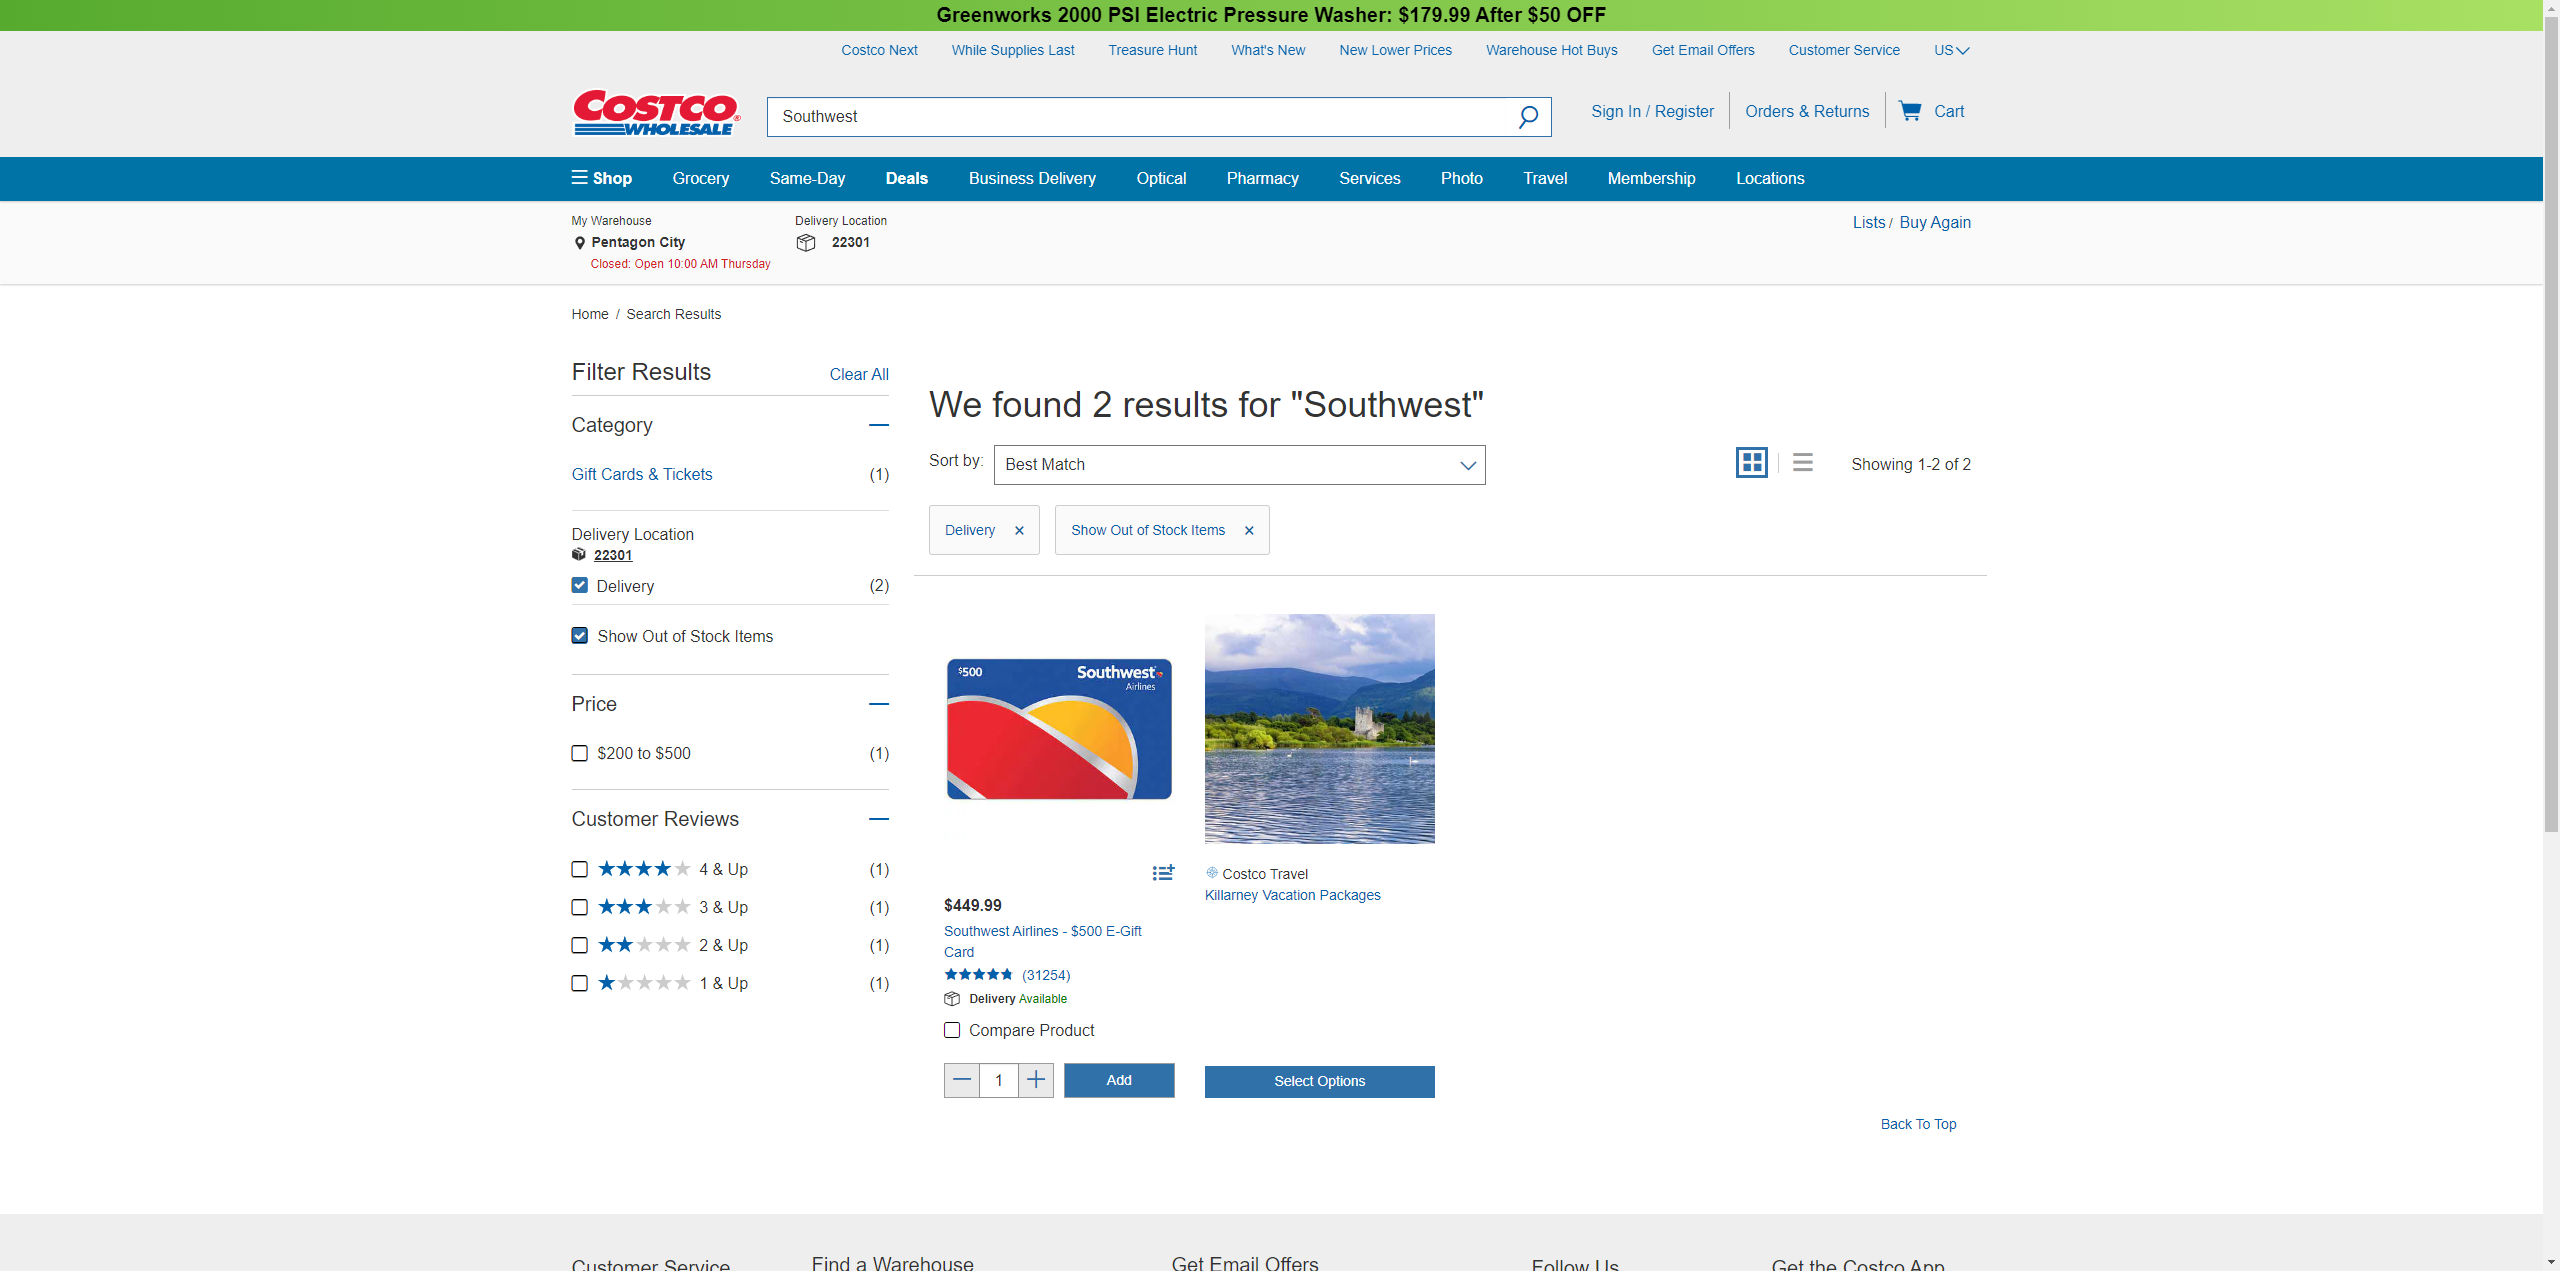 Greenworks 2000 PSI Electric Pressure Washer: $179.99 After $50 OFF
Costco Next While Supplies Last Treasure Hunt What's New New Lower Prices Warehouse Hot Buys Get Email Offers Customer Service US
COSTCO
WHOLESALE
Southwest
Sign In / Register Orders & Returns Cart
Shop Grocery Same-Day Deals Business Delivery Optical Pharmacy Services Photo Travel Membership Locations
My Warehouse
Pentagon City
Closed: Open 10:00 AM Thursday
Delivery Location
22301
Lists / Buy Again
Home / Search Results
Filter Results Clear All
Category
Gift Cards & Tickets (1)
Delivery Location
22301
Delivery (2)
Show Out of Stock Items
Price
$200 to $500 (1)
Customer Reviews
4 & Up (1)
3 & Up (1)
2 & Up (1)
1 & Up (1)
We found 2 results for "Southwest"
Sort by: Best Match
Showing 1-2 of 2
Delivery × Show Out of Stock Items ×
$500 Southwest
Airlines
$449.99
Southwest Airlines - $500 E-Gift
Card
(31254)
Delivery Available
Compare Product
1 Add
Costco Travel
Killarney Vacation Packages
Select Options
Back To Top
Customer Service Find a Warehouse Get Email Offers Follow Us Get the Costco App